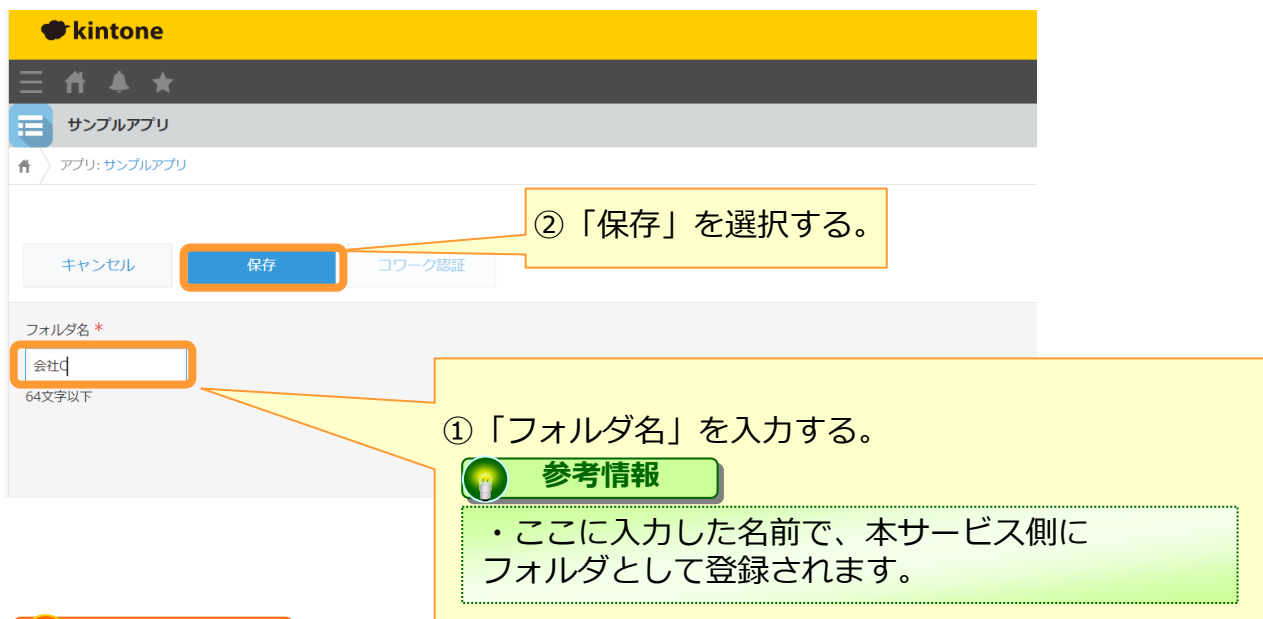 kintone
サンプルアプリ
アプリ: サンプルアプリ
②「保存」を選択する。
キャンセル
保存
コワーク認証
フォルダ名 *
会社C
64文字以下
①「フォルダ名」を入力する。
参考情報
・ここに入力した名前で、本サービス側に
フォルダとして登録されます。